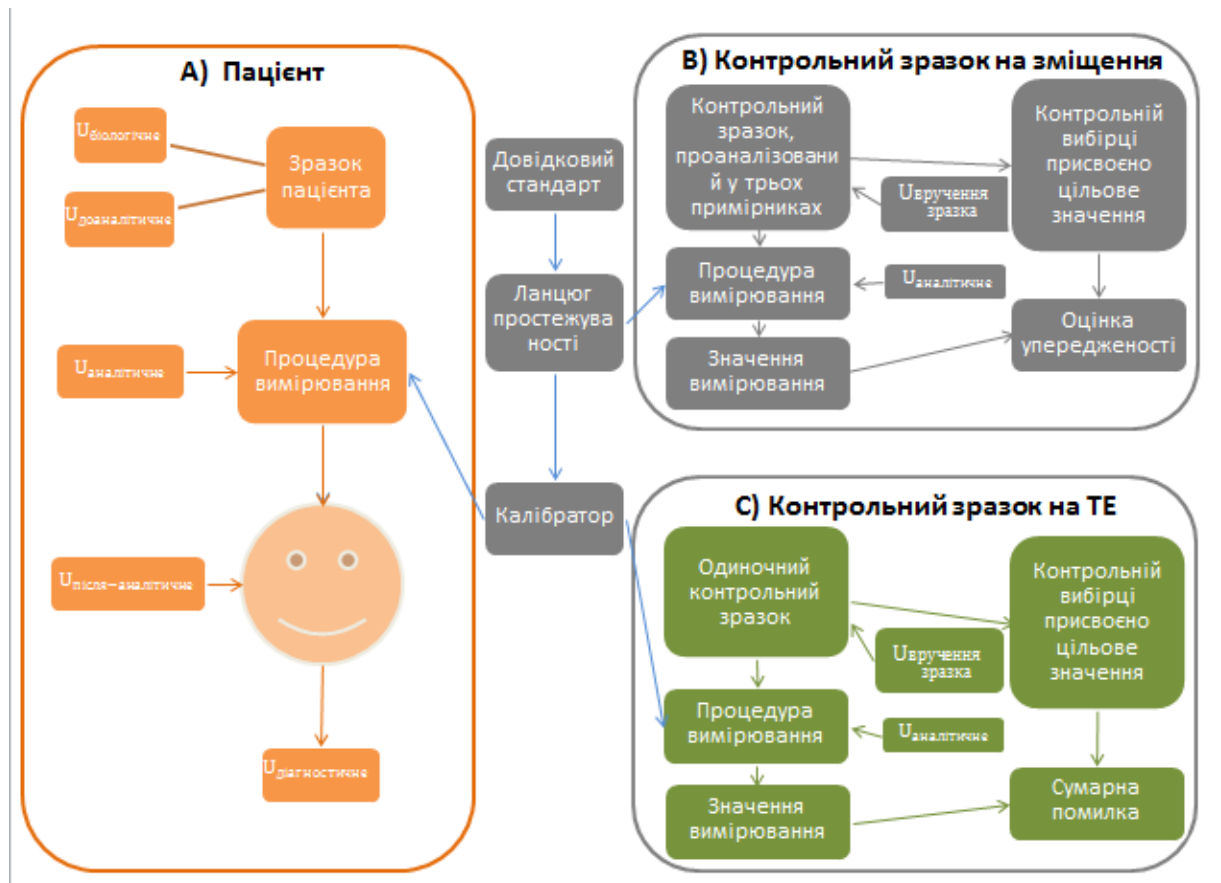 А) Пацієнт
Uбіологічне
Uдоаналітичне
Зразок
пацієнта
Uаналітичне
Процедура
вимірювання
Uпісля−аналітичне
Uдіагностичне
Довідковий
стандарт
Ланцюг
простежува
ності
Калібратор
В) Контрольний зразок на зміщення
Контрольний
зразок,
проаналізовани
й у трьох
примірниках
Контрольній
вибірці
присвоєно
цільове
значення
Uвручення
зразка
Процедура
вимірювання
Uаналітичне
Значення
вимірювання
Оцінка
упередженості
С) Контрольний зразок на ТЕ
Одиночний
контрольний
зразок
Контрольній
вибірці
присвоєно
цільове
значення
Uвручення
зразка
Процедура
вимірювання
Uаналітичне
Значення
вимірювання
Сумарна
помилка